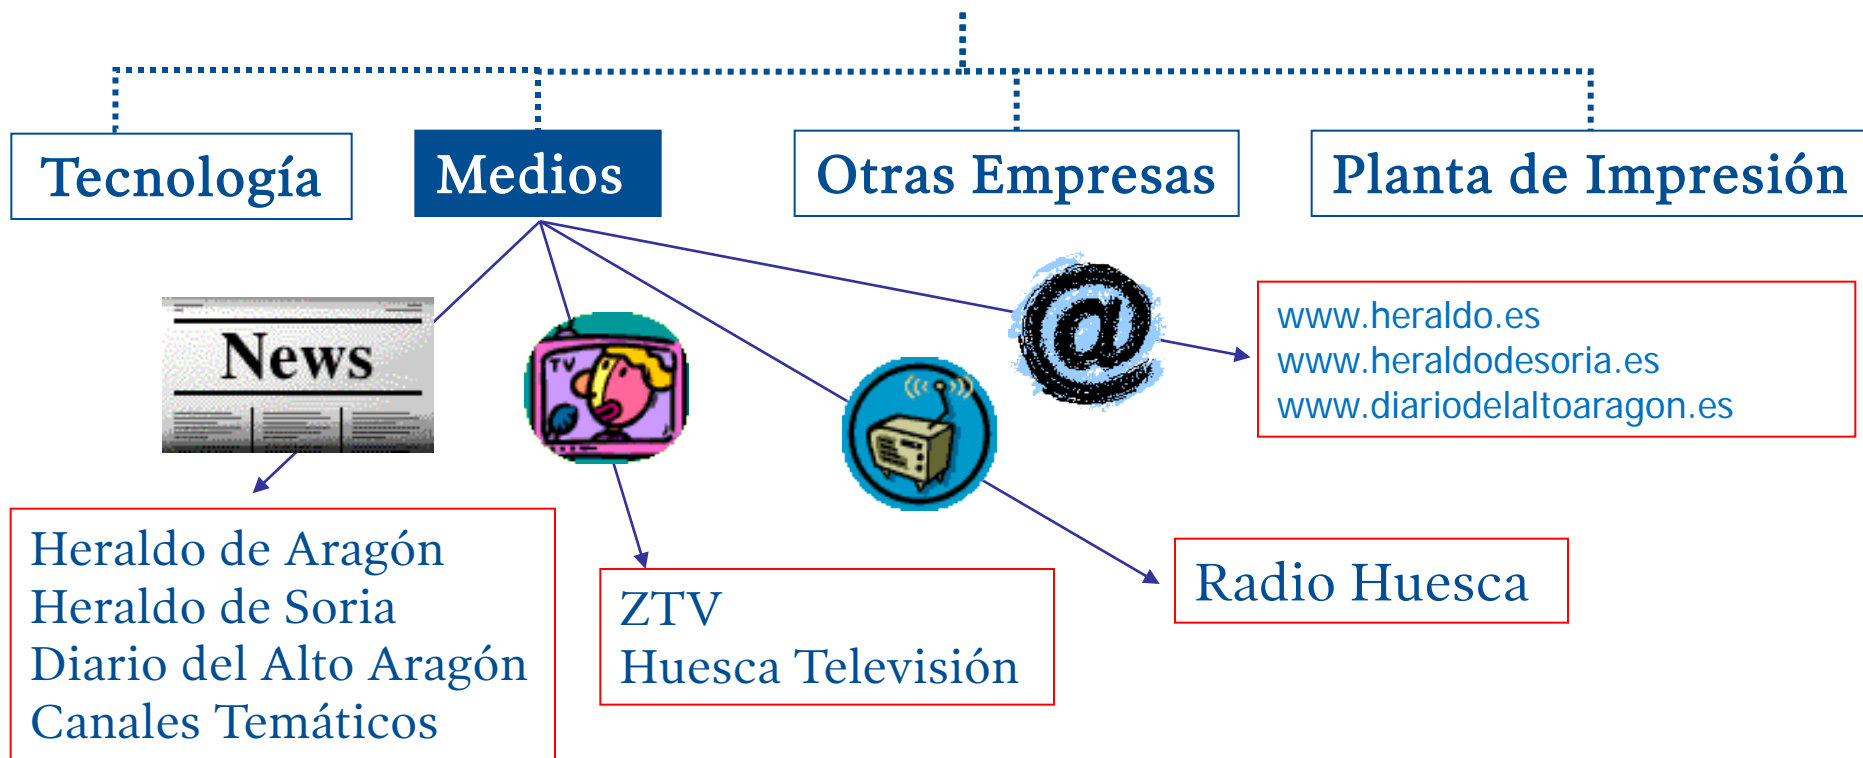 Tecnología
Medios
Otras Empresas
Planta de Impresión
News
TV
@
www.heraldo.es
www.heraldodesoria.es
www.diariodelaltoaragon.es
Heraldo de Aragón
Heraldo de Soria
Diario del Alto Aragón
Canales Temáticos
ZTV
Huesca Televisión
Radio Huesca